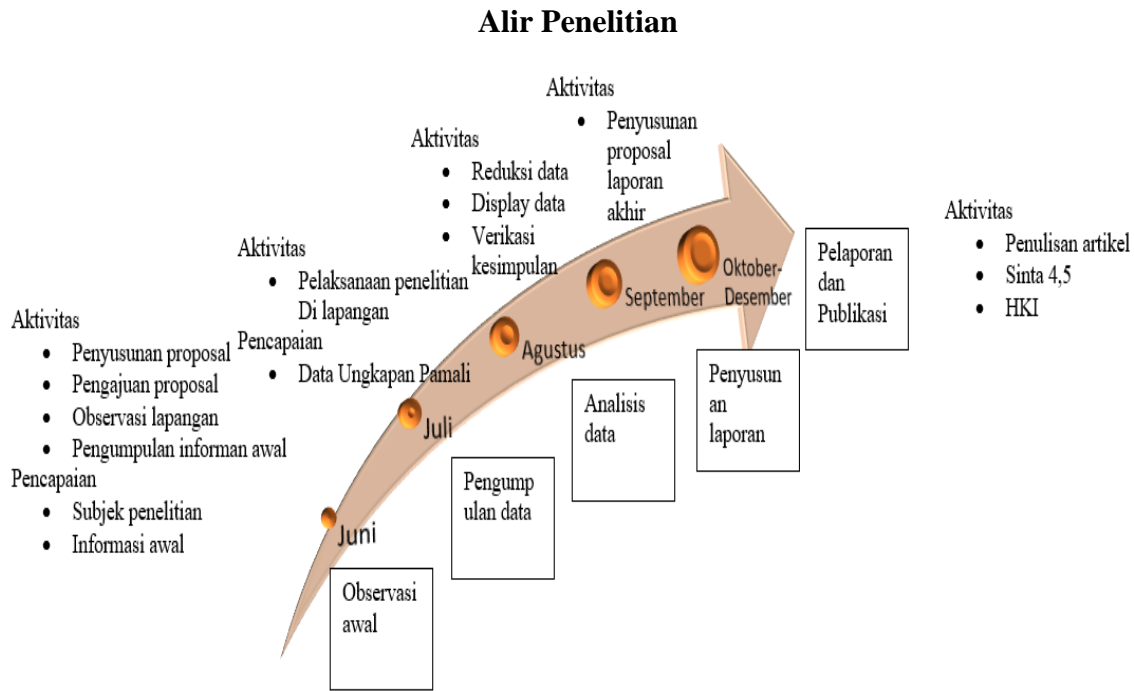 Alir Penelitian
Aktivitas
Penyusunan proposal
Pengajuan proposal
Observasi lapangan
Pengumpulan informan awal
Pencapaian
Subjek penelitian
Informasi awal
Juni
Observasi
awal
Aktivitas
Pelaksanaan penelitian
Di lapangan
Pencapaian
Data Ungkapan Pamali
Juli
Pengump
ulan data
Aktivitas
Reduksi data
Display data
Verikasi
kesimpulan
Agustus
Analisis
data
Aktivitas
Penyusunan
proposal
laporan
akhir
September
Penyusun
an
laporan
Oktober-
Desember
Pelaporan
dan
Publikasi
Aktivitas
Penulisan artikel
Sinta 4,5
HKI